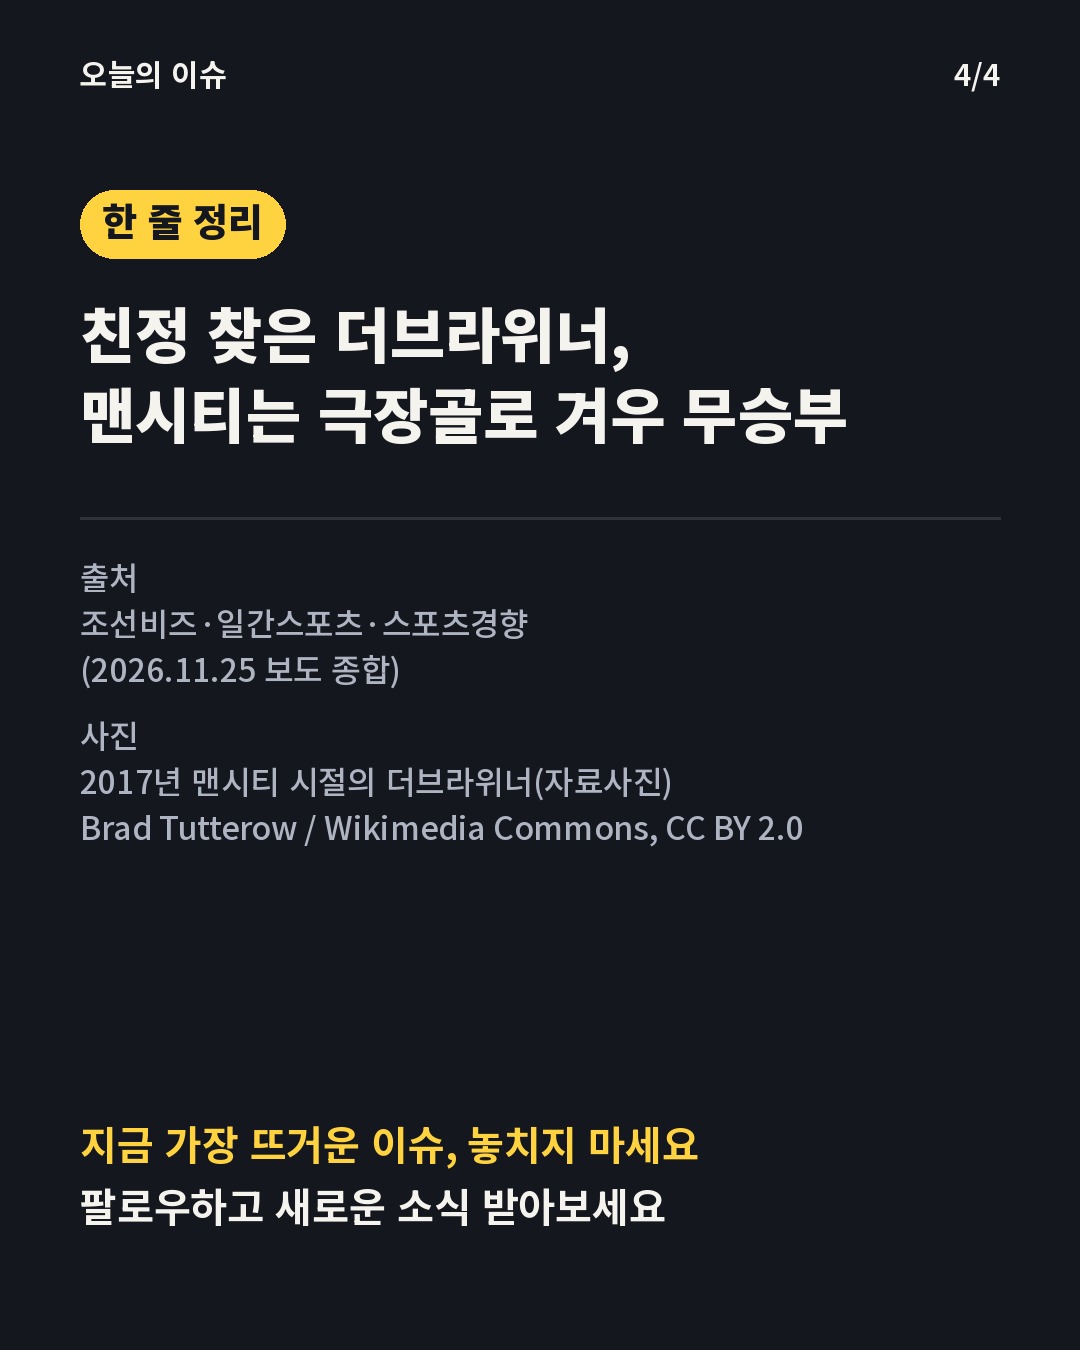 오늘의 이슈
4/4
한 줄 정리
친정 찾은 더브라위너,
맨시티는 극장골로 겨우 무승부
출처
조선비즈·일간스포츠·스포츠경향
(2026.11.25 보도 종합)
사진
2017년 맨시티 시절의 더브라위너(자료사진)
Brad Tutterow / Wikimedia Commons, CC BY 2.0
지금 가장 뜨거운 이슈, 놓치지 마세요
팔로우하고 새로운 소식 받아보세요